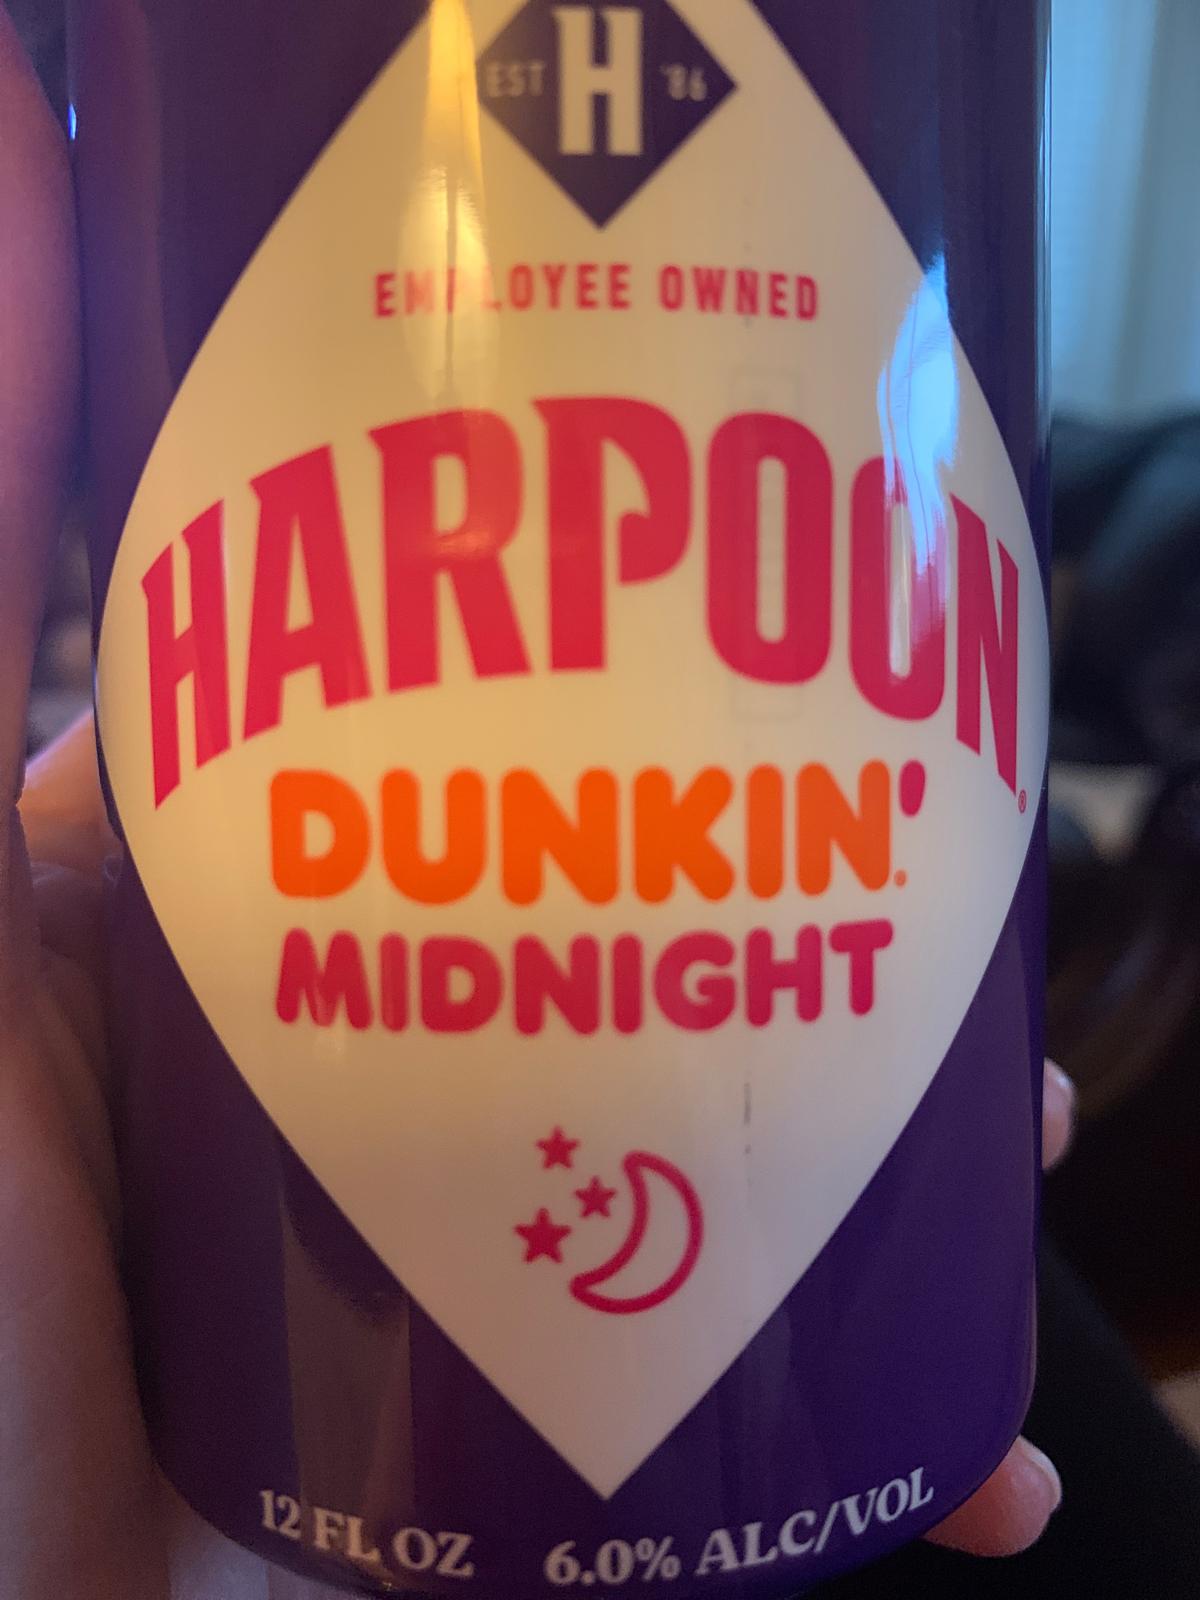 EST H '86
EMPLOYEE OWNED
HARPOON®
DUNKIN'
MIDNIGHT
12 FL OZ 6.0% ALC/VOL